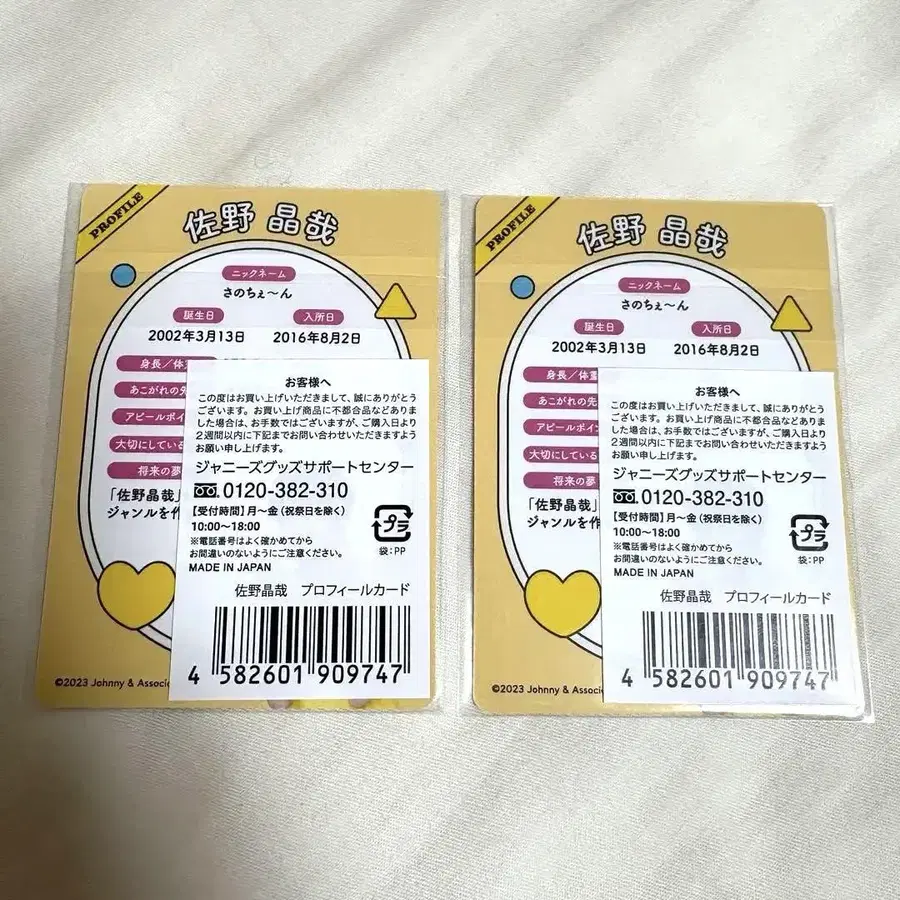 PROFILE
佐野 晶哉
ニックネーム
さのちぇ〜ん
誕生日
入所日
2002年3月13日
2016年8月2日
身長/体重
あこがれの先
アピールポイ
大切にしている
将来の夢
「佐野晶哉」
ジャンルを作
©2023 Johnny & Associa
お客様へ
この度はお買い上げいただきまして、誠にありがとう
ございます。お買い上げ商品に不都合品などありま
した場合は、お手数ではございますが、ご購入日より
2週間以内に下記までお問い合わせいただきますよう
お願い申し上げます。
ジャニーズグッズサポートセンター
0120-382-310
【受付時間】月〜金（祝祭日を除く）
10:00〜18:00
※電話番号はよく確かめてから
お間違いのないようにご注意ください。
MADE IN JAPAN
プラ
袋:PP
佐野晶哉 プロフィールカード
4 582601 909747
PROFILE
佐野 晶哉
ニックネーム
さのちぇ〜ん
誕生日
入所日
2002年3月13日
2016年8月2日
身長/体重
あこがれの先
アピールポイン
大切にしている
将来の夢
「佐野晶哉」
ジャンルを作
©2023 Johnny & Associa
お客様へ
この度はお買い上げいただきまして、誠にありがとう
ございます。お買い上げ商品に不都合品などありま
した場合は、お手数ではございますが、ご購入日より
2週間以内に下記までお問い合わせいただきますよう
お願い申し上げます。
ジャニーズグッズサポートセンター
0120-382-310
【受付時間】月〜金（祝祭日を除く）
10:00〜18:00
※電話番号はよく確かめてから
お間違いのないようにご注意ください。
MADE IN JAPAN
プラ
袋:PP
佐野晶哉 プロフィールカード
4 582601 909747